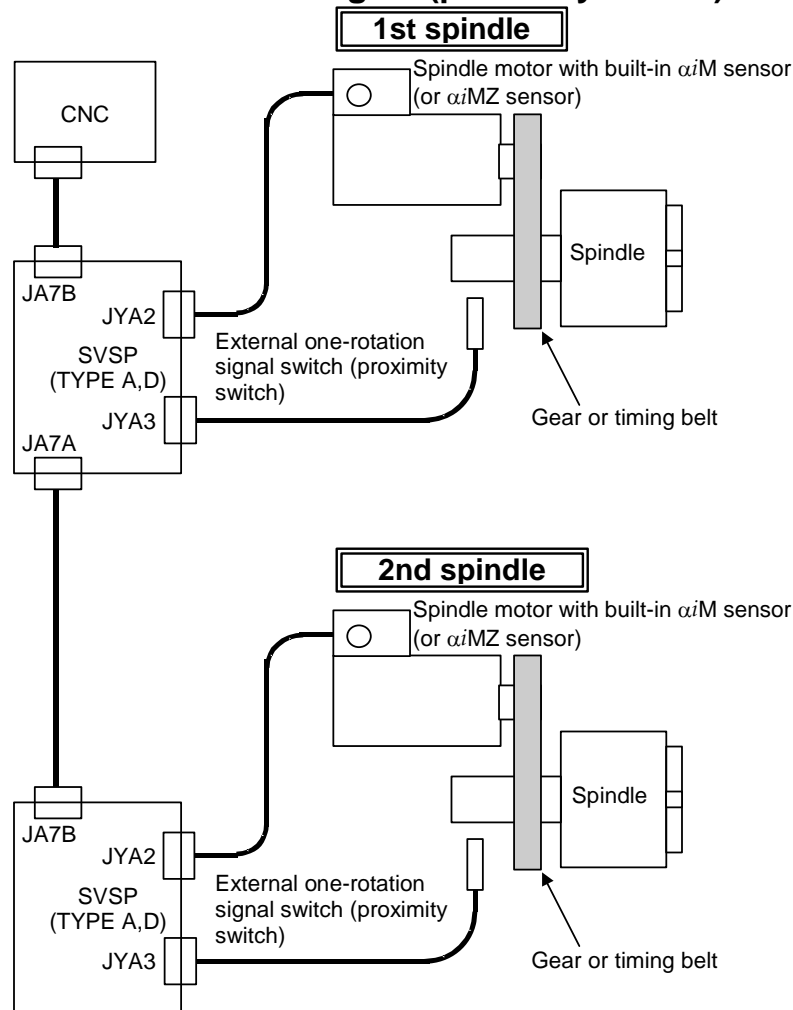 1st spindle
Spindle motor with built-in αiM sensor
(or αiMZ sensor)
CNC
Spindle
JA7B
JYA2
External one-rotation
signal switch (proximity
switch)
SVSP
(TYPE A,D)
JYA3
Gear or timing belt
JA7A
2nd spindle
Spindle motor with built-in αiM sensor
(or αiMZ sensor)
Spindle
JA7B
JYA2
External one-rotation
signal switch (proximity
switch)
SVSP
(TYPE A,D)
JYA3
Gear or timing belt